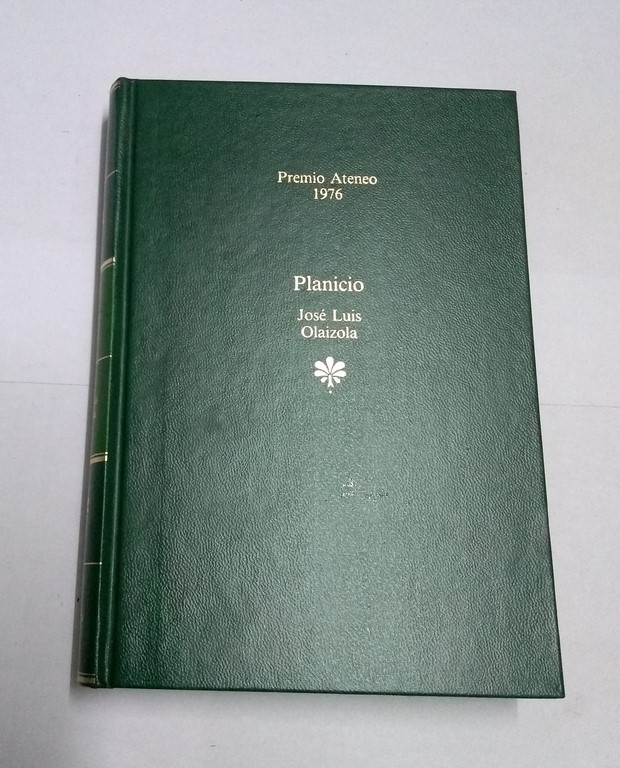 Premio Ateneo
1976
Planicio
José Luis
Olaizola